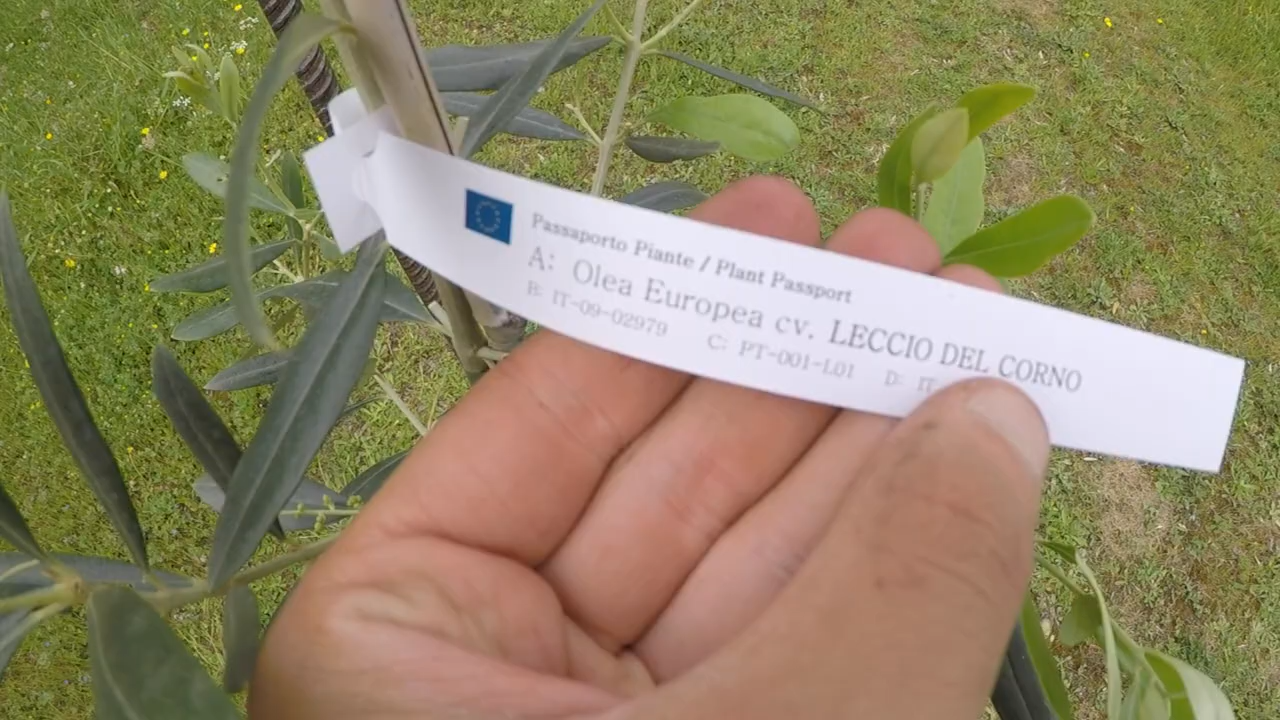 Passaporto Piante / Plant Passport
A: Olea Europea cv. LECCIO DEL CORNO
B: IT-09-02979 C: PT-001-L01 D: IT